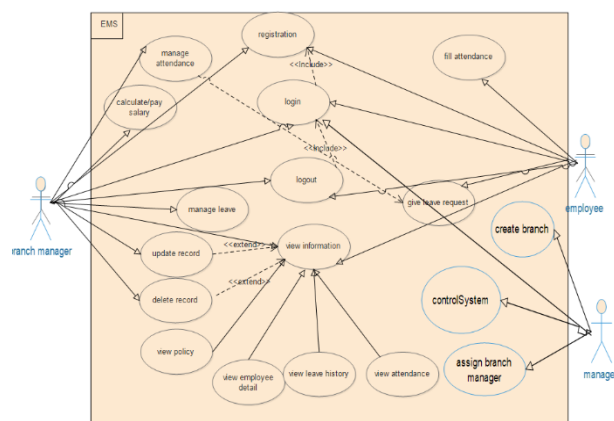 EMS
registration
manage
attendance
fill attendance
<<Include>
calculate/pay
salary
login
<<Include>
logout
employee
manage leave
give leave request
create branch
branch manager
update record
<<extend>>
view information
delete record
<<extend>>
controlSystem
view policy
view employee
detail
view leave history
view attendance
assign branch
manager
manage